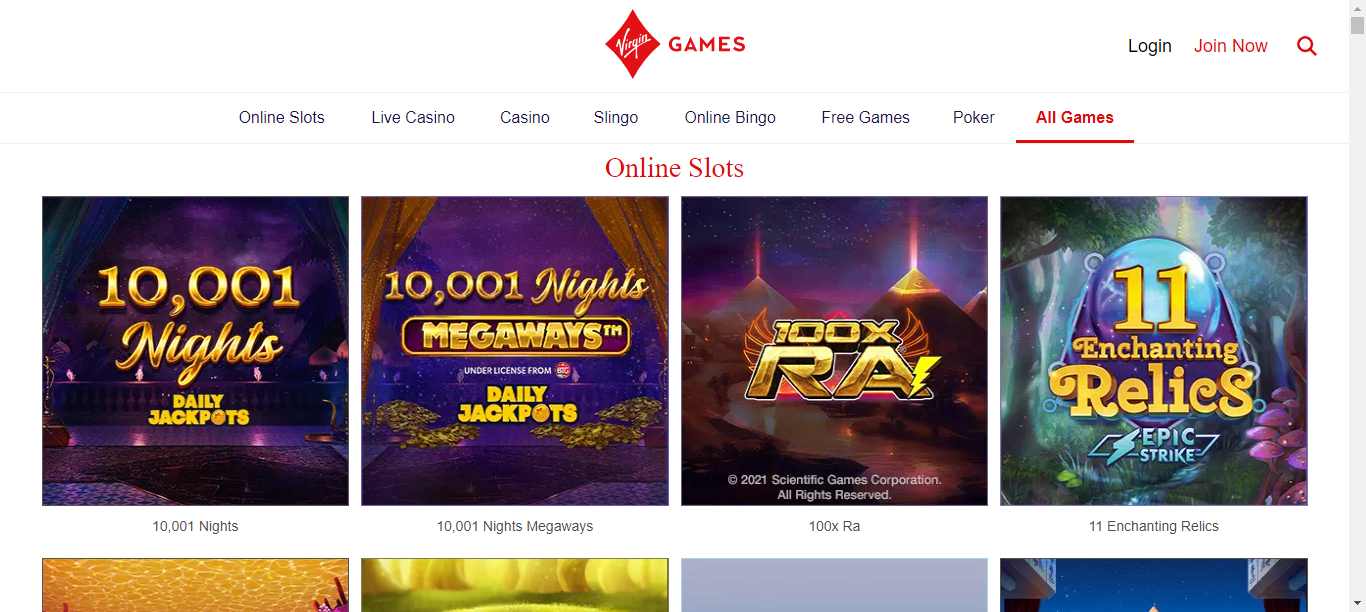 Virgin GAMES
Login Join Now
Online Slots Live Casino Casino Slingo Online Bingo Free Games Poker All Games
Online Slots
10,001
Nights
DAILY
JACKPOTS
10,001 Nights
MEGAWAYS™
UNDER LICENSE FROM BTG
DAILY
JACKPOTS
100X
RA
© 2021 Scientific Games Corporation.
All Rights Reserved.
11
Enchanting
Relics
EPIC
STRIKE™
10,001 Nights
10,001 Nights Megaways
100x Ra
11 Enchanting Relics